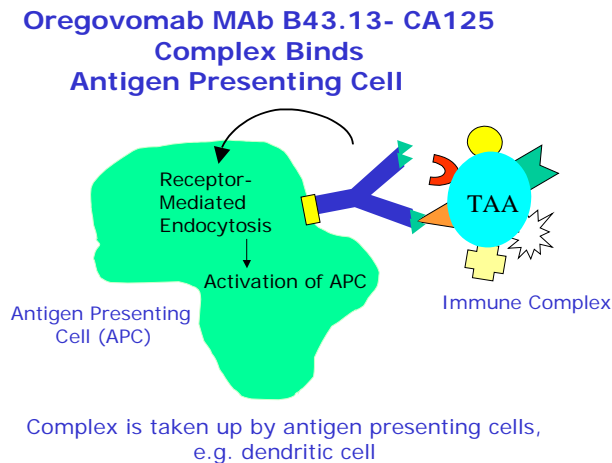 Oregovomab MAb B43.13- CA125
Complex Binds
Antigen Presenting Cell
Receptor-
Mediated
Endocytosis
Activation of APC
TAA
Antigen Presenting
Cell (APC)
Immune Complex
Complex is taken up by antigen presenting cells,
e.g. dendritic cell